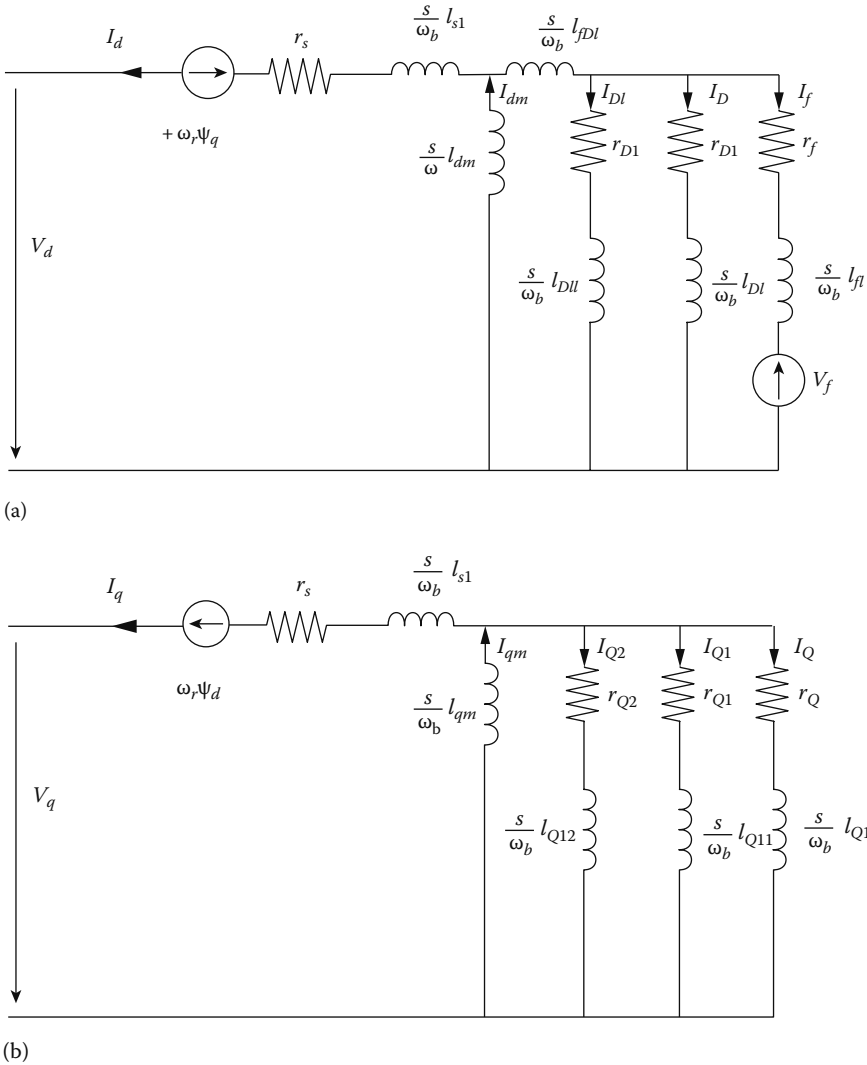 s/ω_b l_s1
s/ω_b l_fDl
I_d
r_s
I_dm
I_Dl
I_D
I_f
+ ω_rψ_q
s/ω l_dm
r_D1
r_D1
r_f
V_d
s/ω_b l_Dll
s/ω_b l_Dl
s/ω_b l_fl
V_f
(a)
s/ω_b l_s1
I_q
r_s
I_qm
I_Q2
I_Q1
I_Q
ω_rψ_d
s/ω_b l_qm
r_Q2
r_Q1
r_Q
V_q
s/ω_b l_Q12
s/ω_b l_Q11
s/ω_b l_Q1
(b)